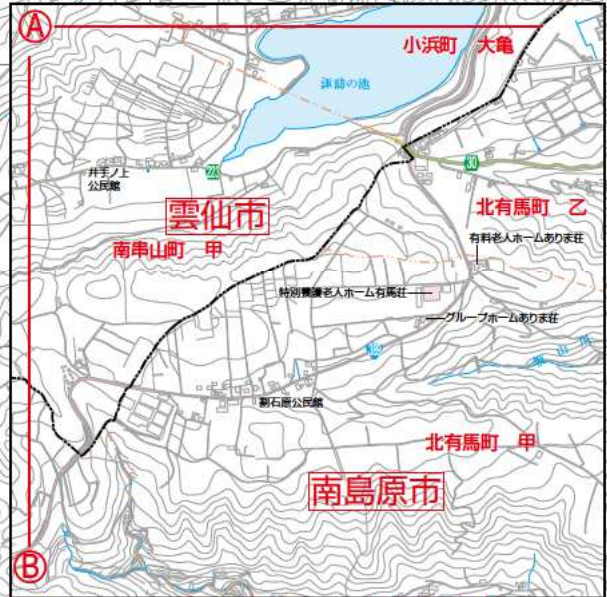 Ⓐ
小浜町 大亀
諏訪の池
30
井手ノ上
公民館
223
雲仙市
北有馬町 乙
南串山町 甲
有料老人ホームありま荘
特別養護老人ホーム有馬荘
グループホームありま荘
389
割石原公民館
北有馬町 甲
南島原市
Ⓑ